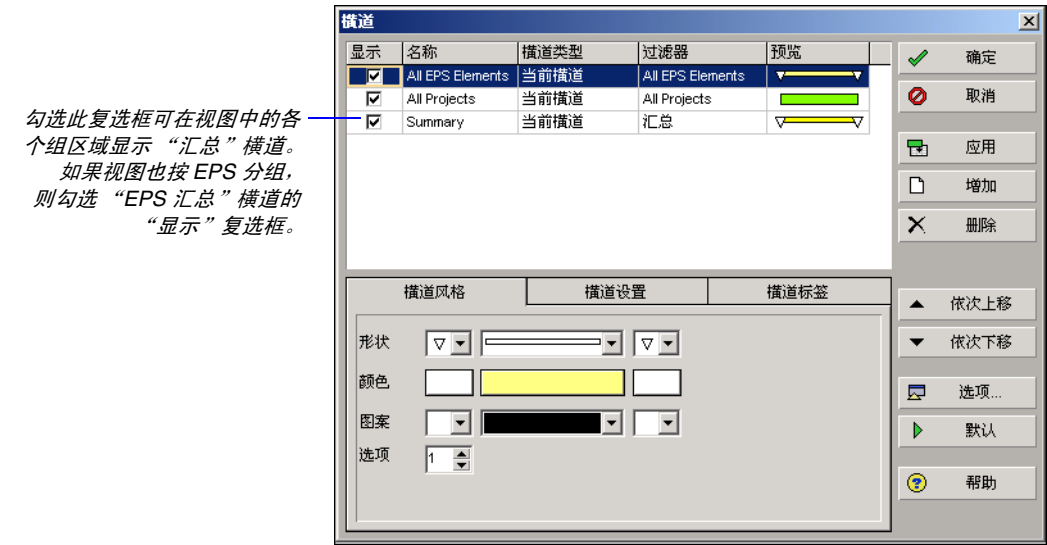 横道
显示 名称 横道类型 过滤器 预览
All EPS Elements 当前横道 All EPS Elements
All Projects 当前横道 All Projects
Summary 当前横道 汇总
勾选此复选框可在视图中的各
个组区域显示 “汇总”横道。
如果视图也按 EPS 分组，
则勾选 “EPS 汇总”横道的
“显示”复选框。
确定
取消
应用
增加
删除
依次上移
依次下移
选项...
默认
帮助
横道风格 横道设置 横道标签
形状
颜色
图案
选项 1